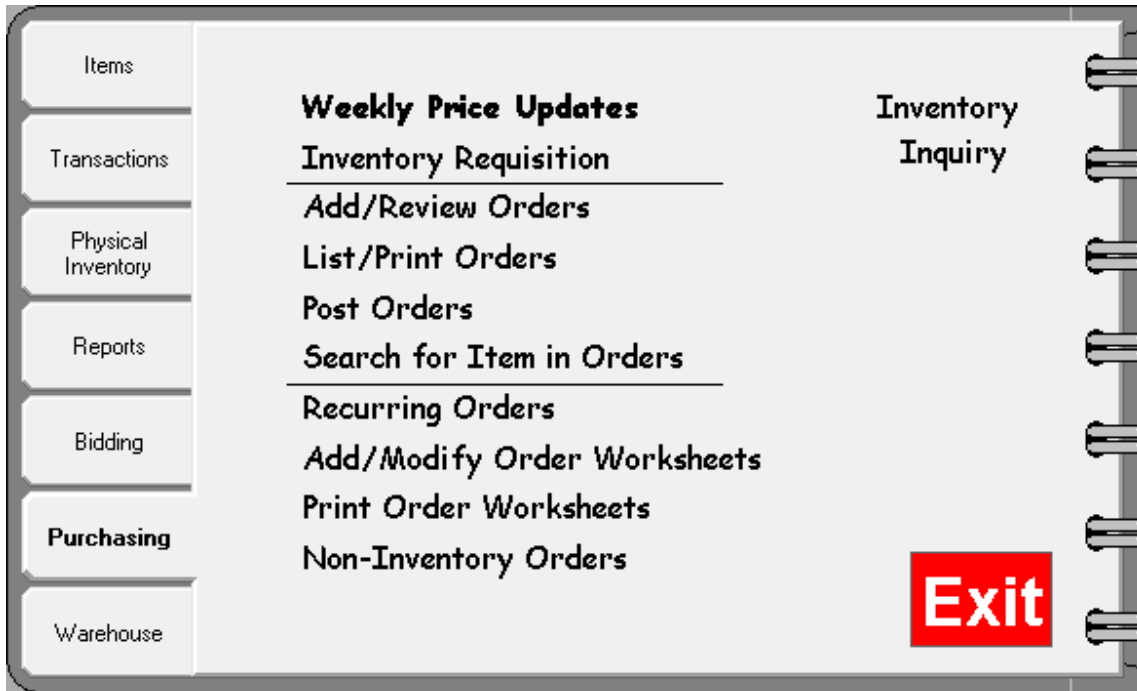 Items
Transactions
Physical
Inventory
Reports
Bidding
Purchasing
Warehouse
Weekly Price Updates
Inventory Requisition
Add/Review Orders
List/Print Orders
Post Orders
Search for Item in Orders
Recurring Orders
Add/Modify Order Worksheets
Print Order Worksheets
Non-Inventory Orders
Inventory
Inquiry
Exit